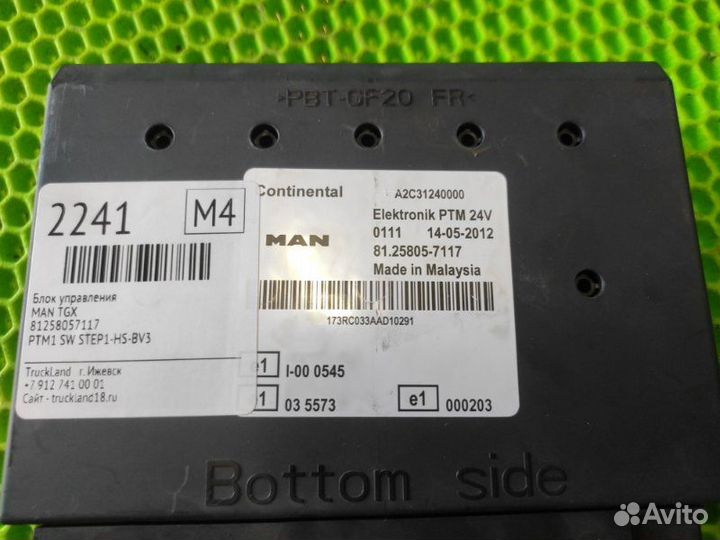 >PBT-GF20 FR<
2241
M4
Блок управления
MAN TGX
81258057117
PTM1 SW STEP1-HS-BV3
TruckLand г. Ижевск
+7 912 741 00 01
Сайт - truckland18.ru
Continental
A2C31240000
MAN
Elektronik PTM 24V
0111 14-05-2012
81.25805-7117
Made in Malaysia
173RC033AAD10291
e1 I-00 0545
1 03 5573
e1 000203
Bottom side
Avito